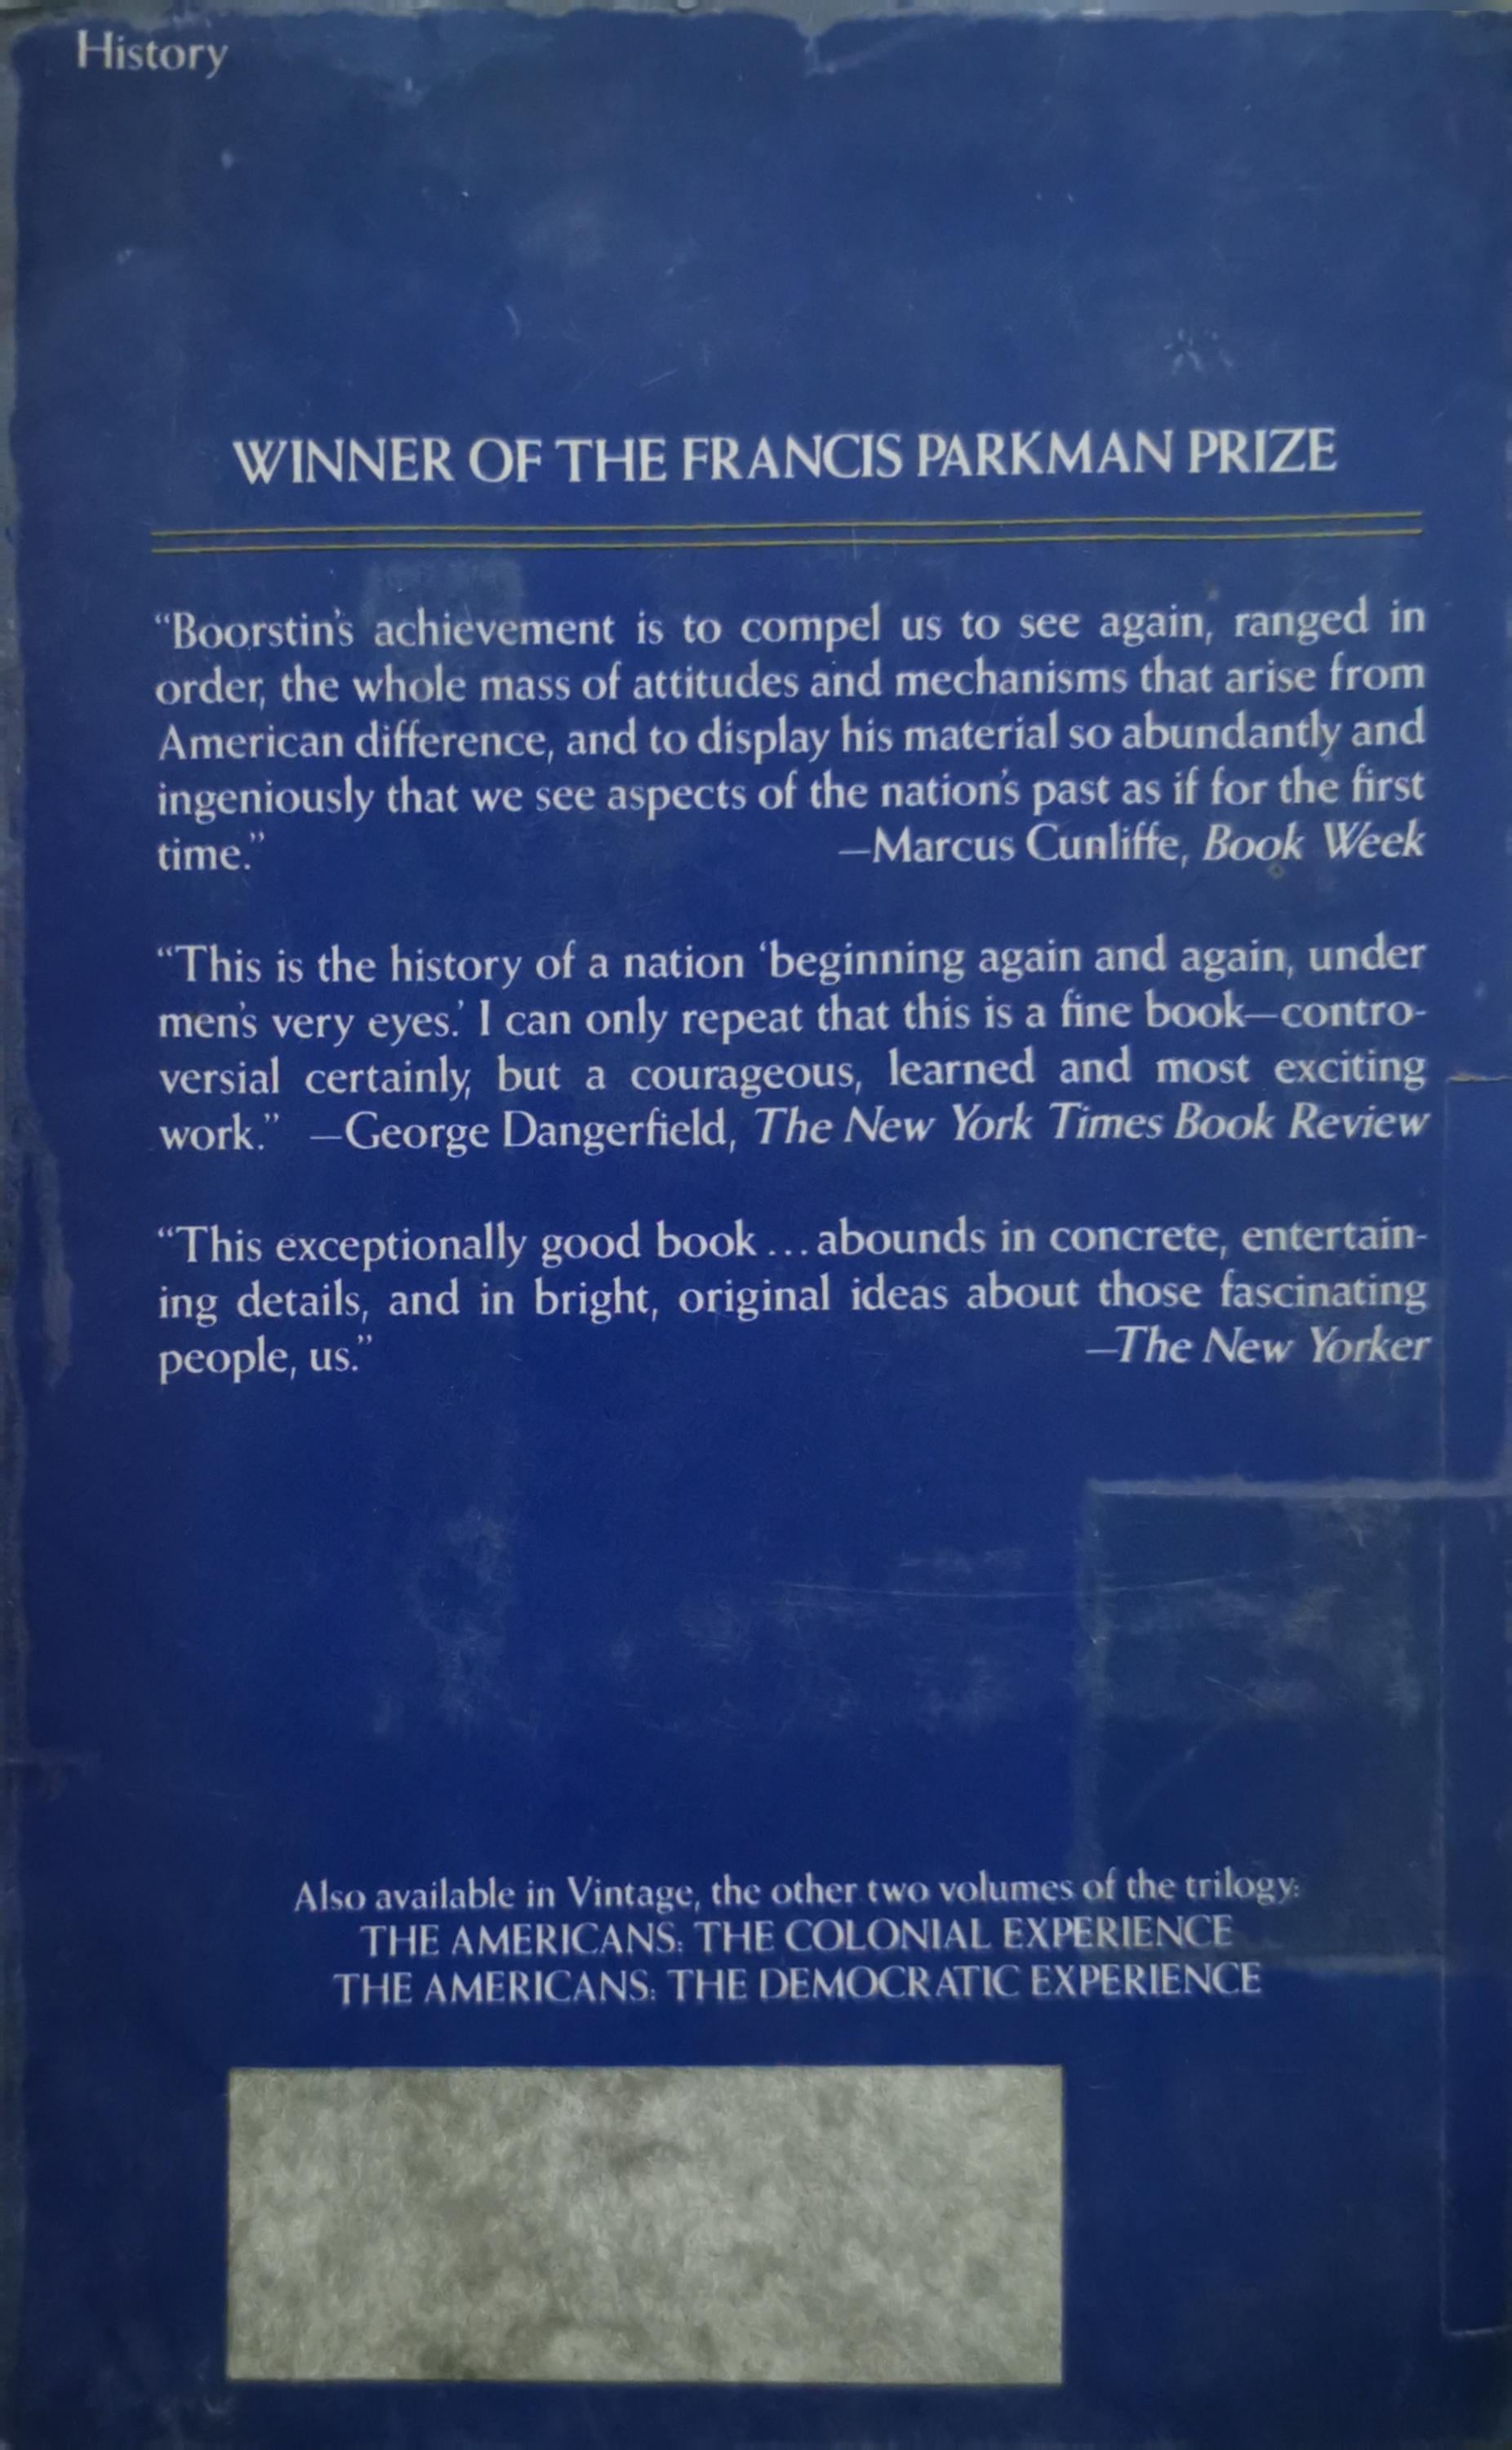 History
WINNER OF THE FRANCIS PARKMAN PRIZE
“Boorstin’s achievement is to compel us to see again, ranged in
order, the whole mass of attitudes and mechanisms that arise from
American difference, and to display his material so abundantly and
ingeniously that we see aspects of the nation’s past as if for the first
time.” —Marcus Cunliffe, Book Week
“This is the history of a nation ‘beginning again and again, under
men’s very eyes.’ I can only repeat that this is a fine book—contro-
versial certainly, but a courageous, learned and most exciting
work.” —George Dangerfield, The New York Times Book Review
“This exceptionally good book...abounds in concrete, entertain-
ing details, and in bright, original ideas about those fascinating
people, us.” —The New Yorker
Also available in Vintage, the other two volumes of the trilogy:
THE AMERICANS: THE COLONIAL EXPERIENCE
THE AMERICANS: THE DEMOCRATIC EXPERIENCE